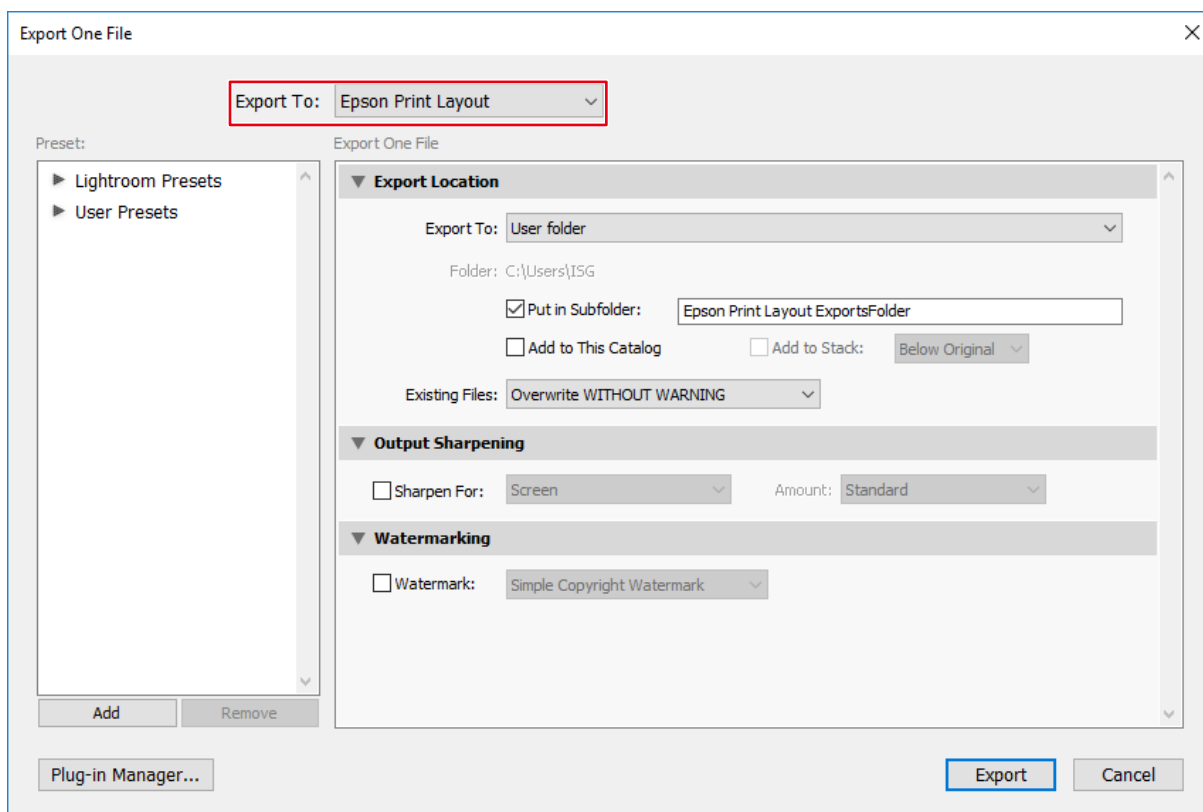 Export One File
Export To: Epson Print Layout
Preset:
Export One File
Lightroom Presets
User Presets
Export Location
Export To: User folder
Folder: C:\Users\ISG
Put in Subfolder: Epson Print Layout ExportsFolder
Add to This Catalog Add to Stack: Below Original
Existing Files: Overwrite WITHOUT WARNING
Output Sharpening
Sharpen For: Screen Amount: Standard
Watermarking
Watermark: Simple Copyright Watermark
Add Remove
Plug-in Manager... Export Cancel